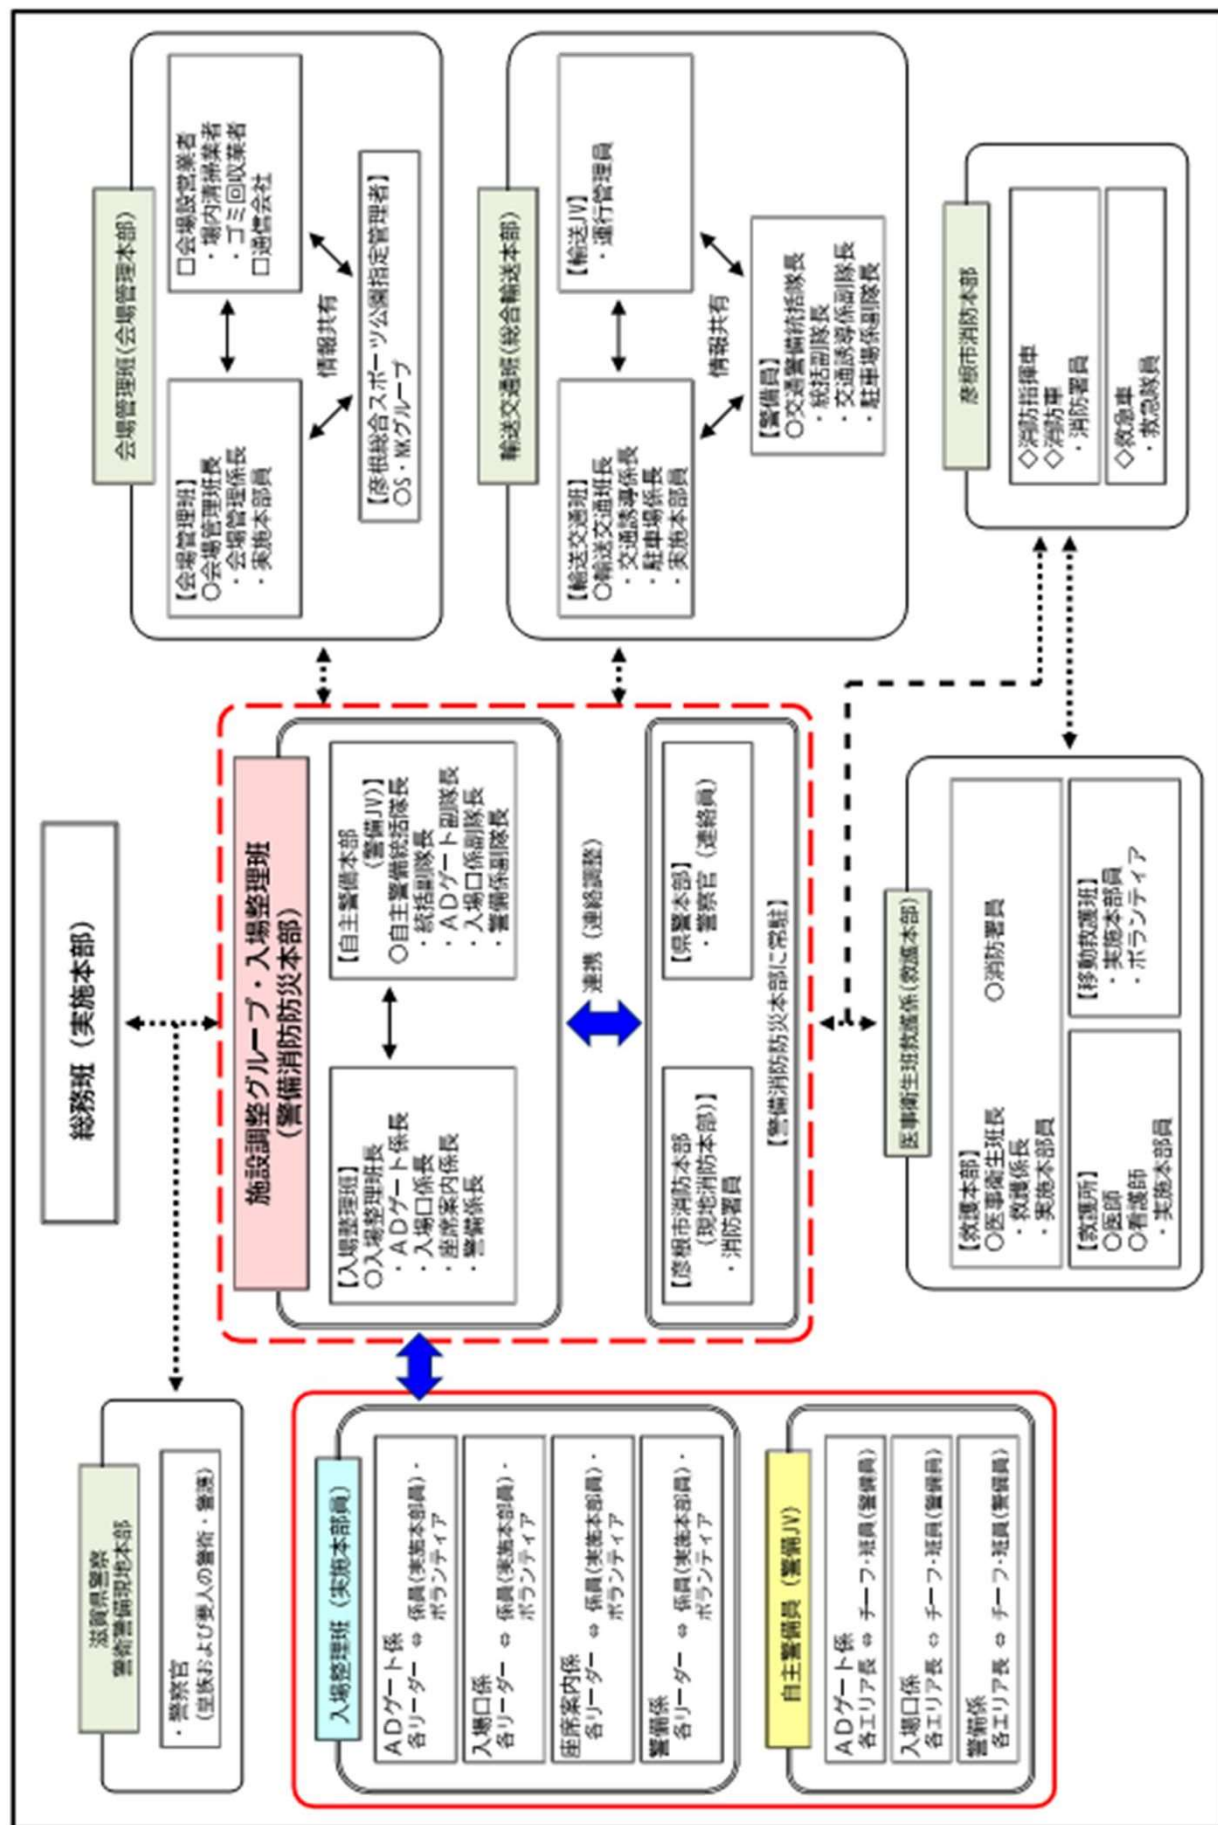 総務班（実施本部）
滋賀県警察
警衛警備現地本部
・警察官
（皇族および要人の警衛・警護）
施設調整グループ・入場整理班
（警備消防防災本部）
【入場整理班】
○入場整理班長
・ADゲート係長
・入場口係長
・座席案内係長
・警備係長
【自主警備本部
（警備JV）】
○自主警備統括隊長
・統括副隊長
・ADゲート副隊長
・入場口係副隊長
・警備係副隊長
連携（連絡調整）
【彦根市消防本部
（現地消防本部）】
・消防署員
【県警本部】
・警察官（連絡員）
【警備消防防災本部に常駐】
入場整理班（実施本部員）
ADゲート係
各リーダー ⇔ 係員(実施本部員)・
ボランティア
入場口係
各リーダー ⇔ 係員(実施本部員)・
ボランティア
座席案内係
各リーダー ⇔ 係員(実施本部員)・
ボランティア
警備係
各リーダー ⇔ 係員(実施本部員)・
ボランティア
自主警備員（警備JV）
ADゲート係
各エリア長 ⇔ チーフ・班員(警備員)
入場口係
各エリア長 ⇔ チーフ・班員(警備員)
警備係
各エリア長 ⇔ チーフ・班員(警備員)
会場管理班(会場管理本部)
【会場管理班】
○会場管理班長
・会場管理係長
・実施本部員
□会場設営業者
・場内清掃業者
・ゴミ回収業者
□通信会社
情報共有
【彦根総合スポーツ公園指定管理者】
○S・NKグループ
輸送交通班(総合輸送本部)
【輸送交通班】
○輸送交通班長
・交通誘導係長
・駐車場係長
・実施本部員
【輸送JV】
・運行管理員
情報共有
【警備員】
○交通警備統括隊長
・統括副隊長
・交通誘導係副隊長
・駐車場係副隊長
医事衛生班救護係(救護本部)
【救護本部】
○医事衛生班長
・救護係長
・実施本部員
○消防署員
【救護所】
○医師
○看護師
・実施本部員
【移動救護班】
・実施本部員
・ボランティア
彦根市消防本部
◇消防指揮車
◇消防車
・消防署員
◇救急車
・救急隊員